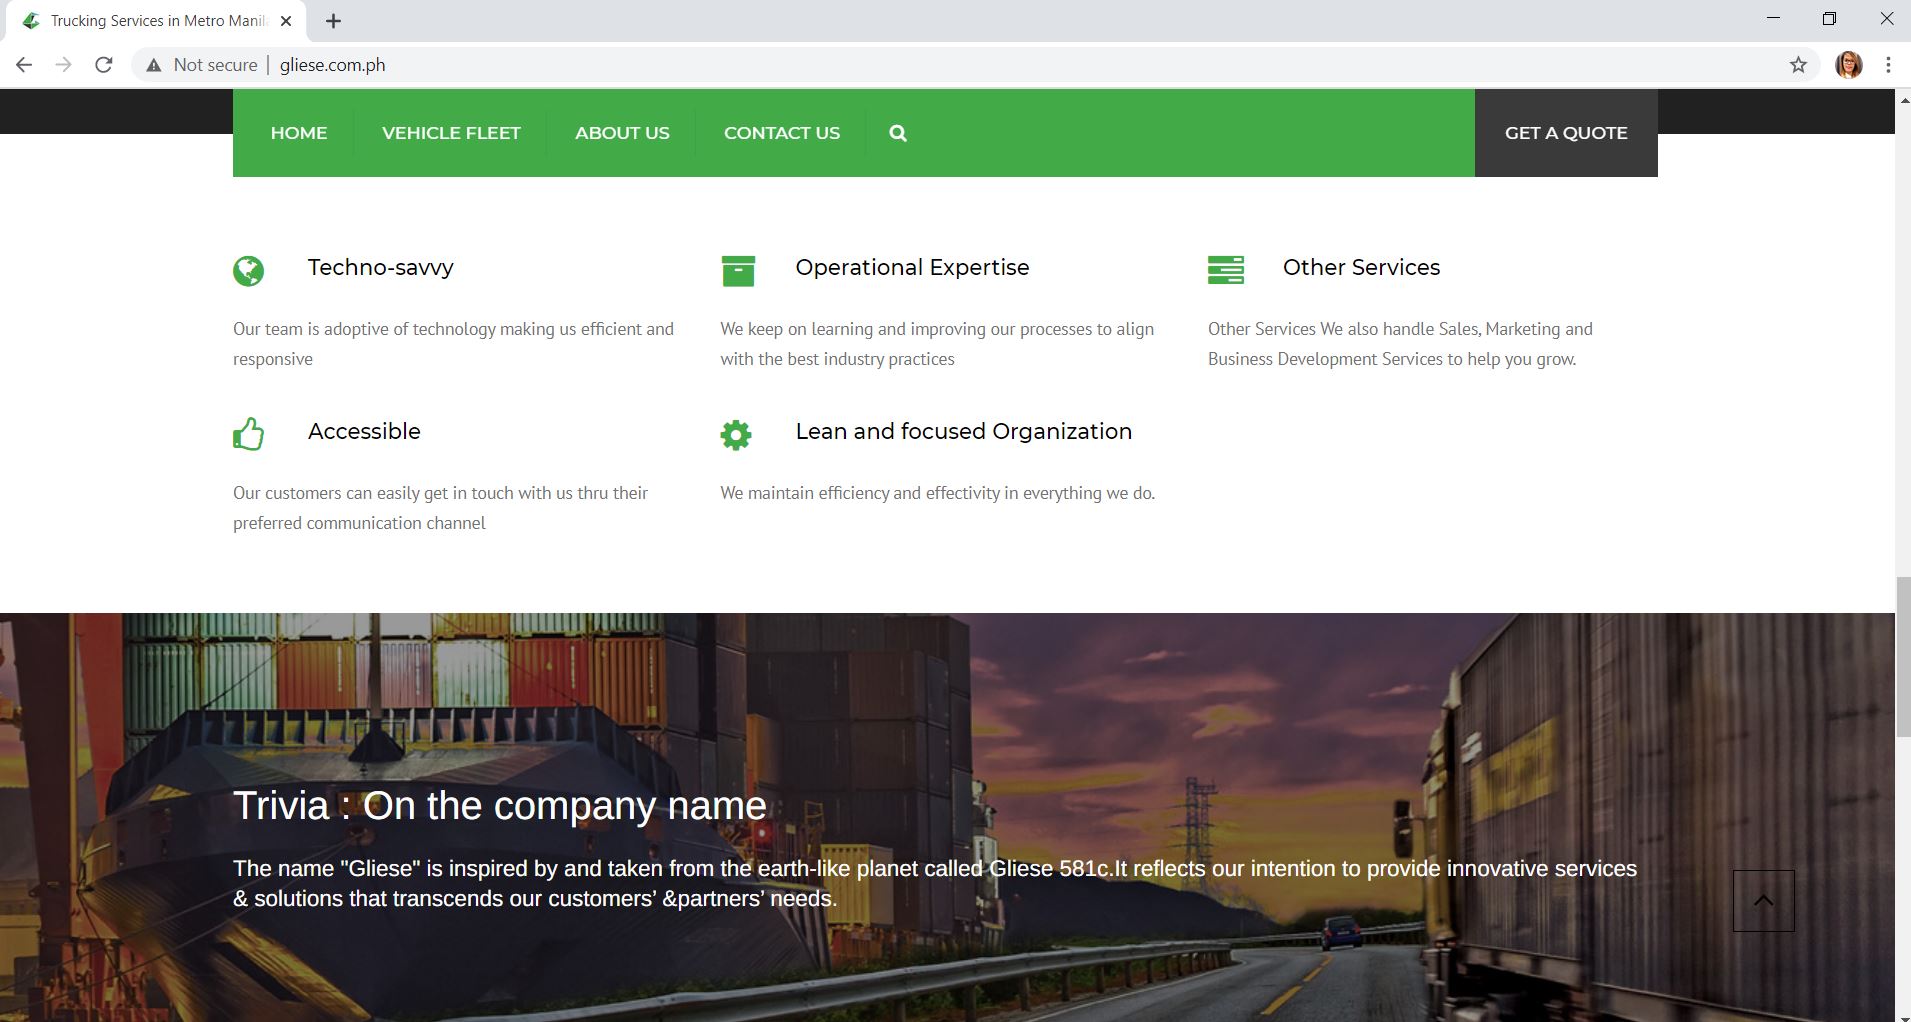 Trucking Services in Metro Manila
Not secure | gliese.com.ph
HOME VEHICLE FLEET ABOUT US CONTACT US GET A QUOTE
Techno-savvy
Our team is adoptive of technology making us efficient and
responsive
Operational Expertise
We keep on learning and improving our processes to align
with the best industry practices
Other Services
Other Services We also handle Sales, Marketing and
Business Development Services to help you grow.
Accessible
Our customers can easily get in touch with us thru their
preferred communication channel
Lean and focused Organization
We maintain efficiency and effectivity in everything we do.
Trivia : On the company name
The name "Gliese" is inspired by and taken from the earth-like planet called Gliese 581c.It reflects our intention to provide innovative services
& solutions that transcends our customers’ &partners’ needs.